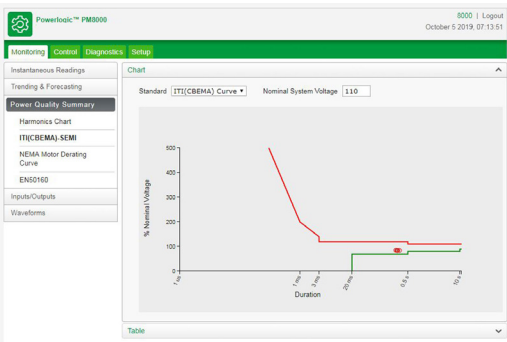 Powerlogic™ PM8000
8000 | Logout
October 5 2019, 07:13:51
Monitoring Control Diagnostics Setup
Instantaneous Readings
Trending & Forecasting
Power Quality Summary
Harmonics Chart
ITI(CBEMA)-SEMI
NEMA Motor Derating
Curve
EN50160
Inputs/Outputs
Waveforms
Chart
Standard ITI(CBEMA) Curve Nominal System Voltage 110
% Nominal Voltage
500
400
300
200
100
0
1 us
1 ms
3 ms
20 ms
0.5 s
10 s
Duration
Table